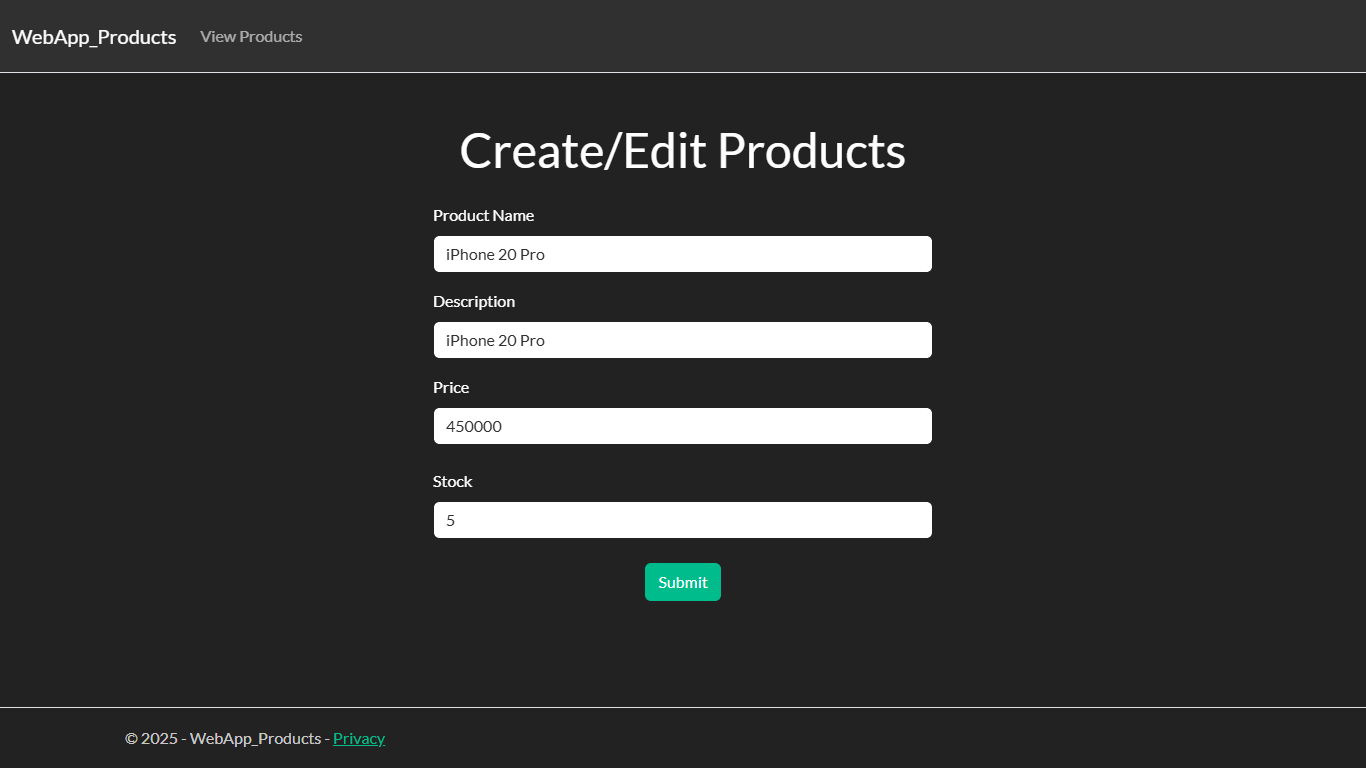 WebApp_Products View Products
Create/Edit Products
Product Name
iPhone 20 Pro
Description
iPhone 20 Pro
Price
450000
Stock
5
Submit
© 2025 - WebApp_Products - Privacy